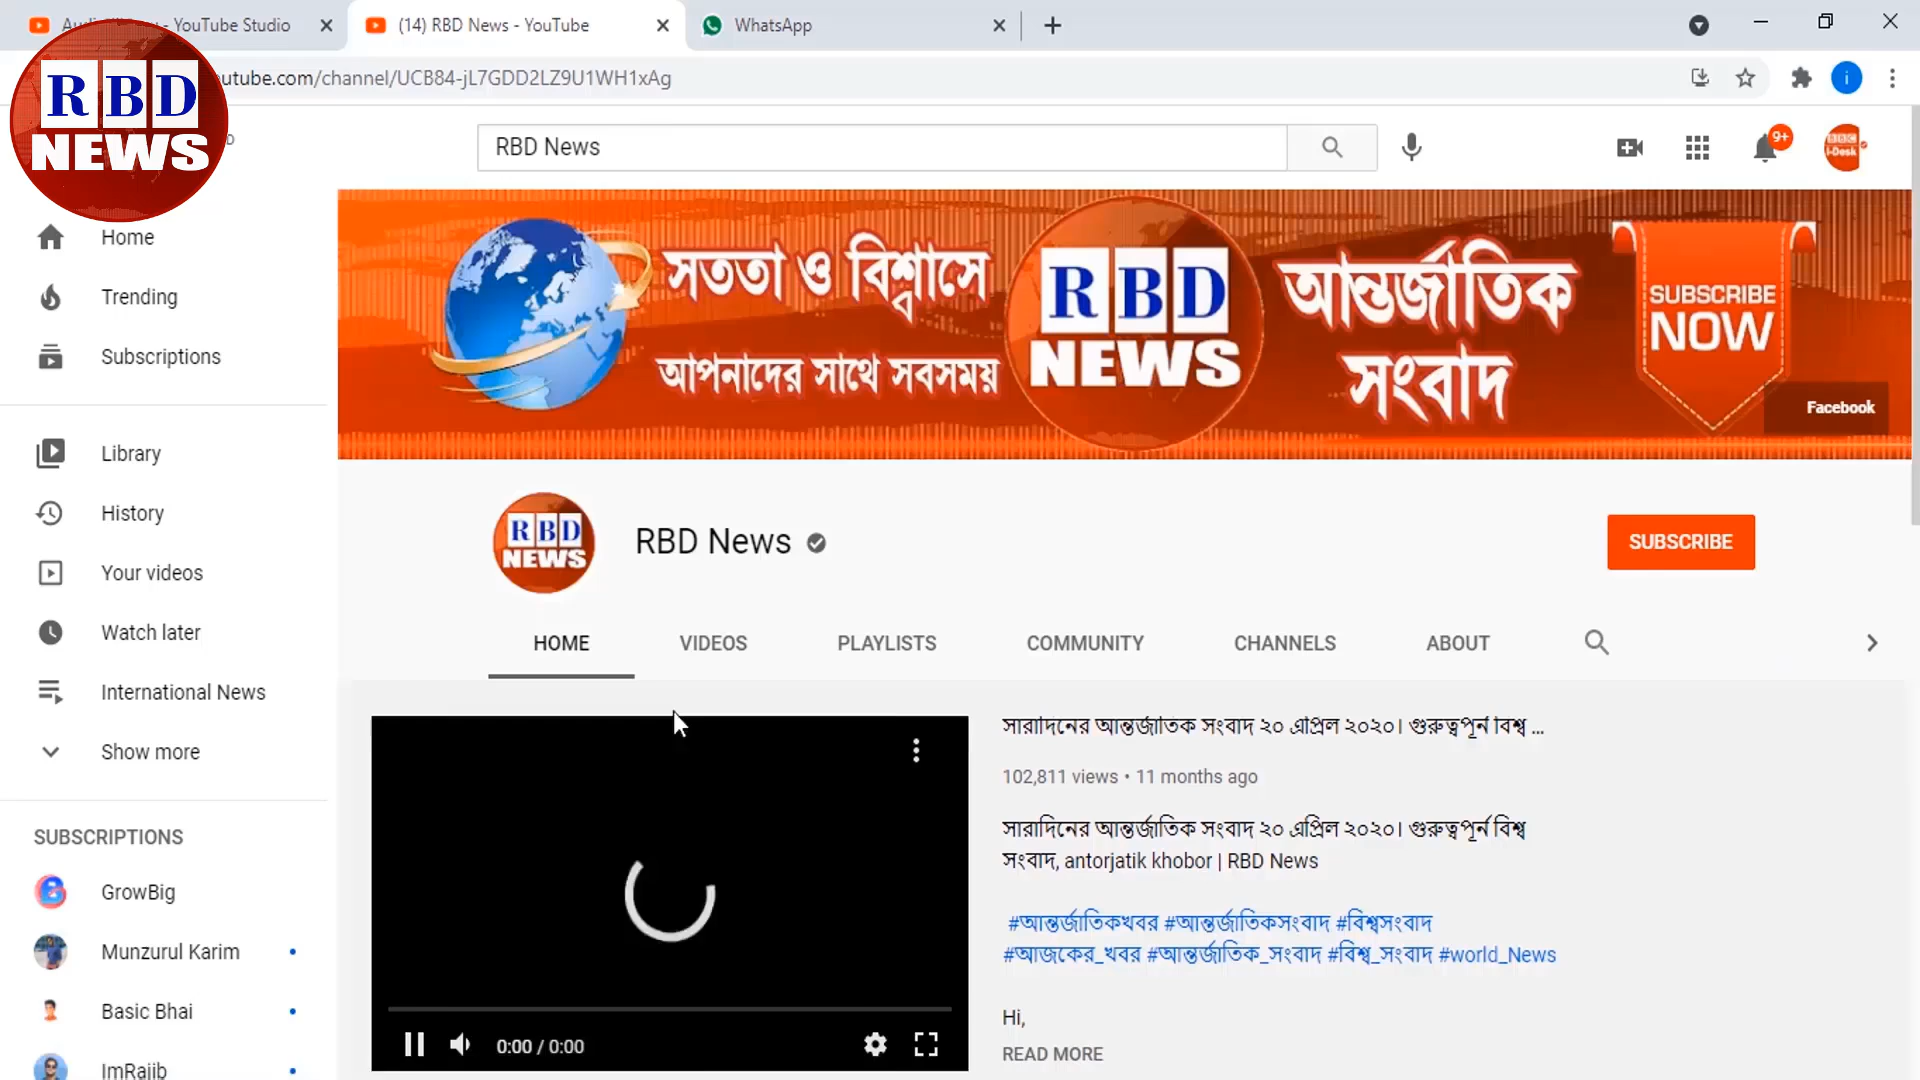 YouTube Studio
(14) RBD News - YouTube
WhatsApp
utube.com/channel/UCB84-jL7GDD2LZ9U1WH1xAg
i
RBD
NEWS
RBD News
9+
BBC
i-Desk
Home
Trending
Subscriptions
Library
History
Your videos
Watch later
International News
Show more
SUBSCRIPTIONS
GrowBig
Munzurul Karim
Basic Bhai
ImRajib
সততা ও বিশ্বাসে
আপনাদের সাথে সবসময়
RBD
NEWS
আন্তর্জাতিক
সংবাদ
SUBSCRIBE
NOW
Facebook
RBD
NEWS
RBD News
SUBSCRIBE
HOME
VIDEOS
PLAYLISTS
COMMUNITY
CHANNELS
ABOUT
0:00 / 0:00
সারাদিনের আন্তর্জাতিক সংবাদ ২০ এপ্রিল ২০২০। গুরুত্বপূর্ন বিশ্ব ...
102,811 views • 11 months ago
সারাদিনের আন্তর্জাতিক সংবাদ ২০ এপ্রিল ২০২০। গুরুত্বপূর্ন বিশ্ব
সংবাদ, antorjatik khobor | RBD News
#আন্তর্জাতিকখবর #আন্তর্জাতিকসংবাদ #বিশ্বসংবাদ
#আজকের_খবর #আন্তর্জাতিক_সংবাদ #বিশ্ব_সংবাদ #world_News
Hi,
READ MORE